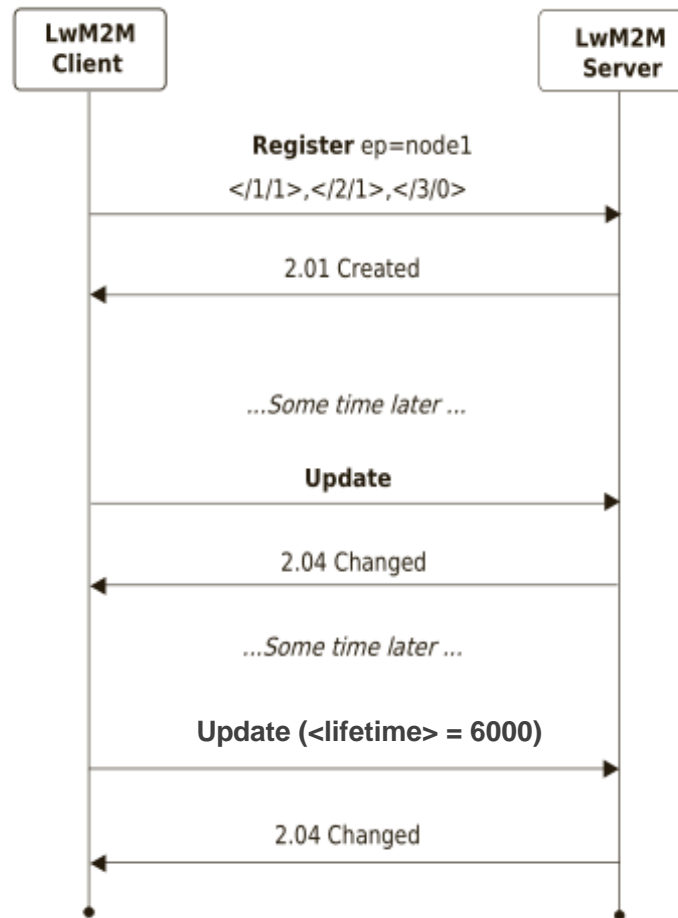 LwM2M
Client
LwM2M
Server
Register ep=node1
</1/1>,</2/1>,</3/0>
2.01 Created
...Some time later ...
Update
2.04 Changed
...Some time later ...
Update (<lifetime> = 6000)
2.04 Changed